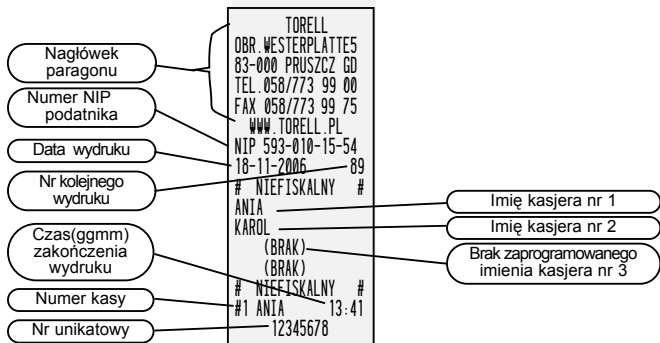 TORELL
OBR.WESTERPLATTE5
83-000 PRUSZCZ GD
TEL.058/773 99 00
FAX 058/773 99 75
WWW.TORELL.PL
NIP 593-010-15-54
18-11-2006 89
# NIEFISKALNY #
ANIA
KAROL
(BRAK)
(BRAK)
# NIEFISKALNY #
#1 ANIA 13:41
12345678
Nagłówek
paragonu
Numer NIP
podatnika
Data wydruku
Nr kolejnego
wydruku
Czas(ggmm)
zakończenia
wydruku
Numer kasy
Nr unikatowy
Imię kasjera nr 1
Imię kasjera nr 2
Brak zaprogramowanego
imienia kasjera nr 3